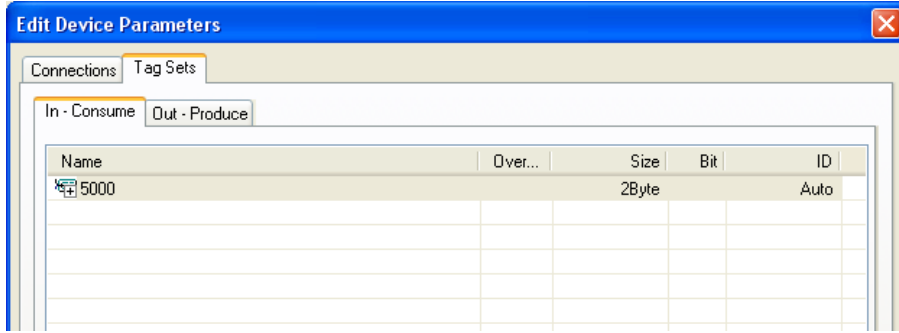 Edit Device Parameters
Connections Tag Sets
In - Consume Out - Produce
Name Over... Size Bit ID
5000 2Byte Auto